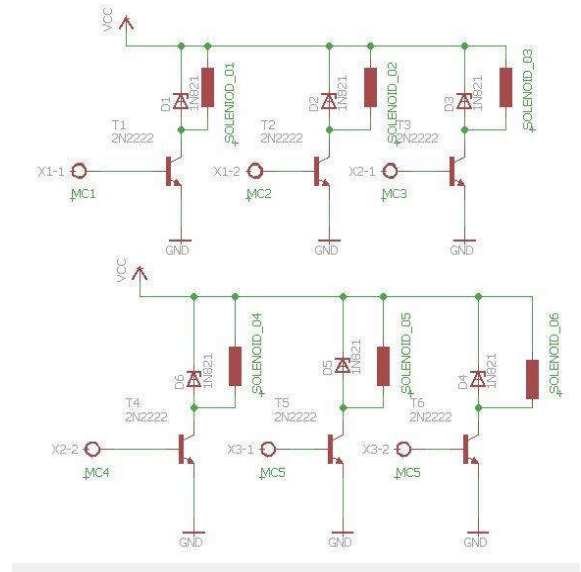 VCC
D1
1N821
SOLENIOD_01
D2
1N821
SOLENOID_02
D3
1N821
SOLENOID_03
T1
2N2222
T2
2N2222
T3
2N2222
X1-1
MC1
X1-2
MC2
X2-1
MC3
GND
GND
GND
VCC
D6
1N821
SOLENOID_04
D5
1N821
SOLENOID_05
D4
1N821
SOLENOID_06
T4
2N2222
T5
2N2222
T6
2N2222
X2-2
MC4
X3-1
MC5
X3-2
MC5
GND
GND
GND